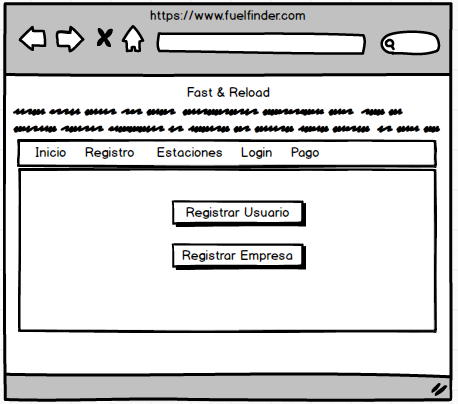 https://www.fuelfinder.com
Fast & Reload
Inicio Registro Estaciones Login Pago
Registrar Usuario
Registrar Empresa